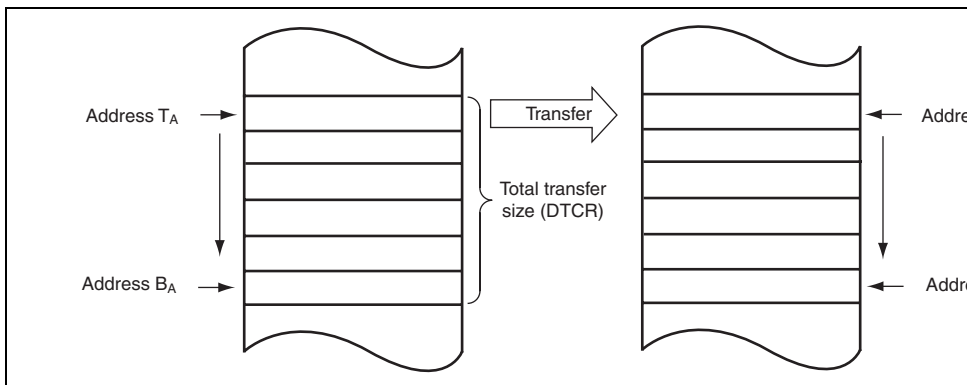 Address TA
Transfer
Total transfer
size (DTCR)
Address BA